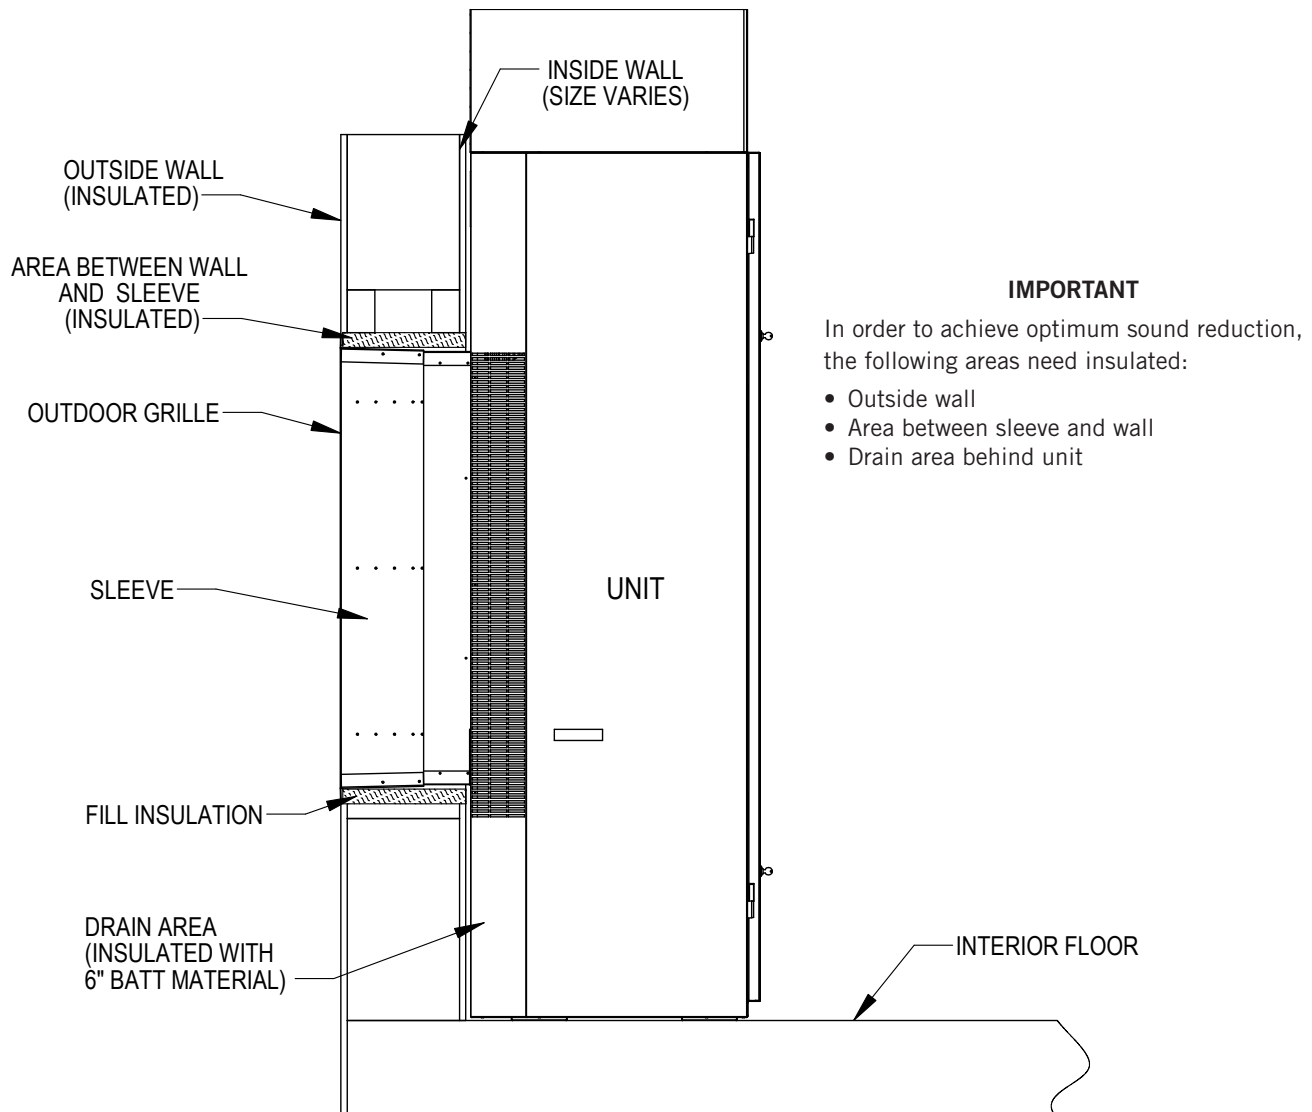 INSIDE WALL
(SIZE VARIES)
OUTSIDE WALL
(INSULATED)
AREA BETWEEN WALL
AND SLEEVE
(INSULATED)
OUTDOOR GRILLE
SLEEVE
FILL INSULATION
DRAIN AREA
(INSULATED WITH
6" BATT MATERIAL)
UNIT
INTERIOR FLOOR
IMPORTANT
In order to achieve optimum sound reduction,
the following areas need insulated:
• Outside wall
• Area between sleeve and wall
• Drain area behind unit